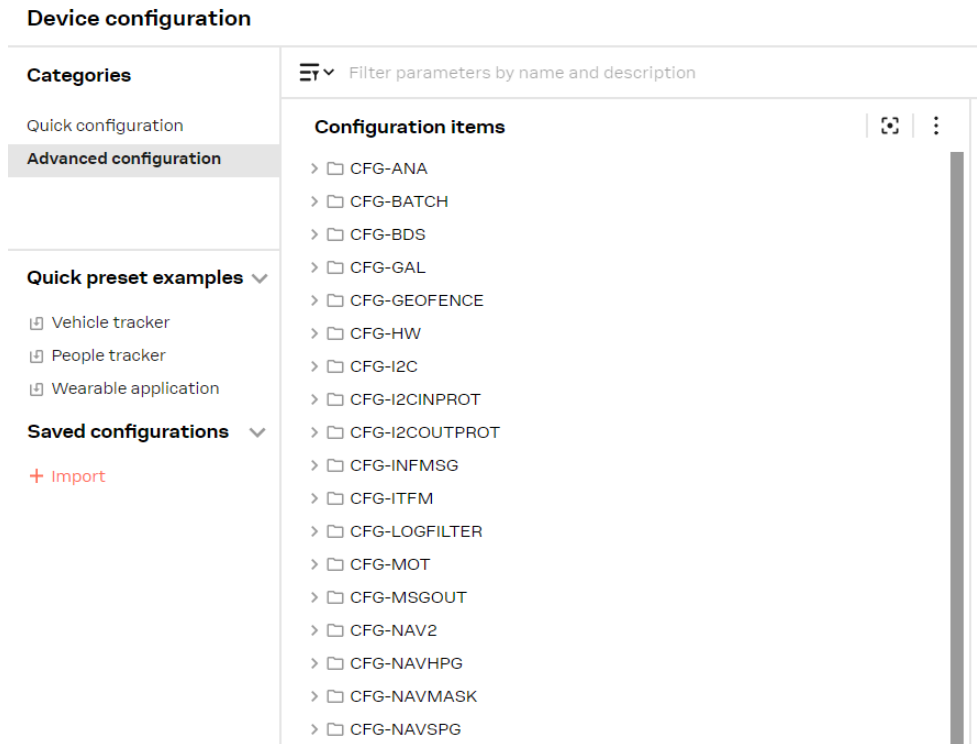 Device configuration
Categories
Quick configuration
Advanced configuration
Quick preset examples
Vehicle tracker
People tracker
Wearable application
Saved configurations
+ Import
Filter parameters by name and description
Configuration items
CFG-ANA
CFG-BATCH
CFG-BDS
CFG-GAL
CFG-GEOFENCE
CFG-HW
CFG-I2C
CFG-I2CINPROT
CFG-I2COUTPROT
CFG-INFMSG
CFG-ITFM
CFG-LOGFILTER
CFG-MOT
CFG-MSGOUT
CFG-NAV2
CFG-NAVHPG
CFG-NAVMASK
CFG-NAVSPG